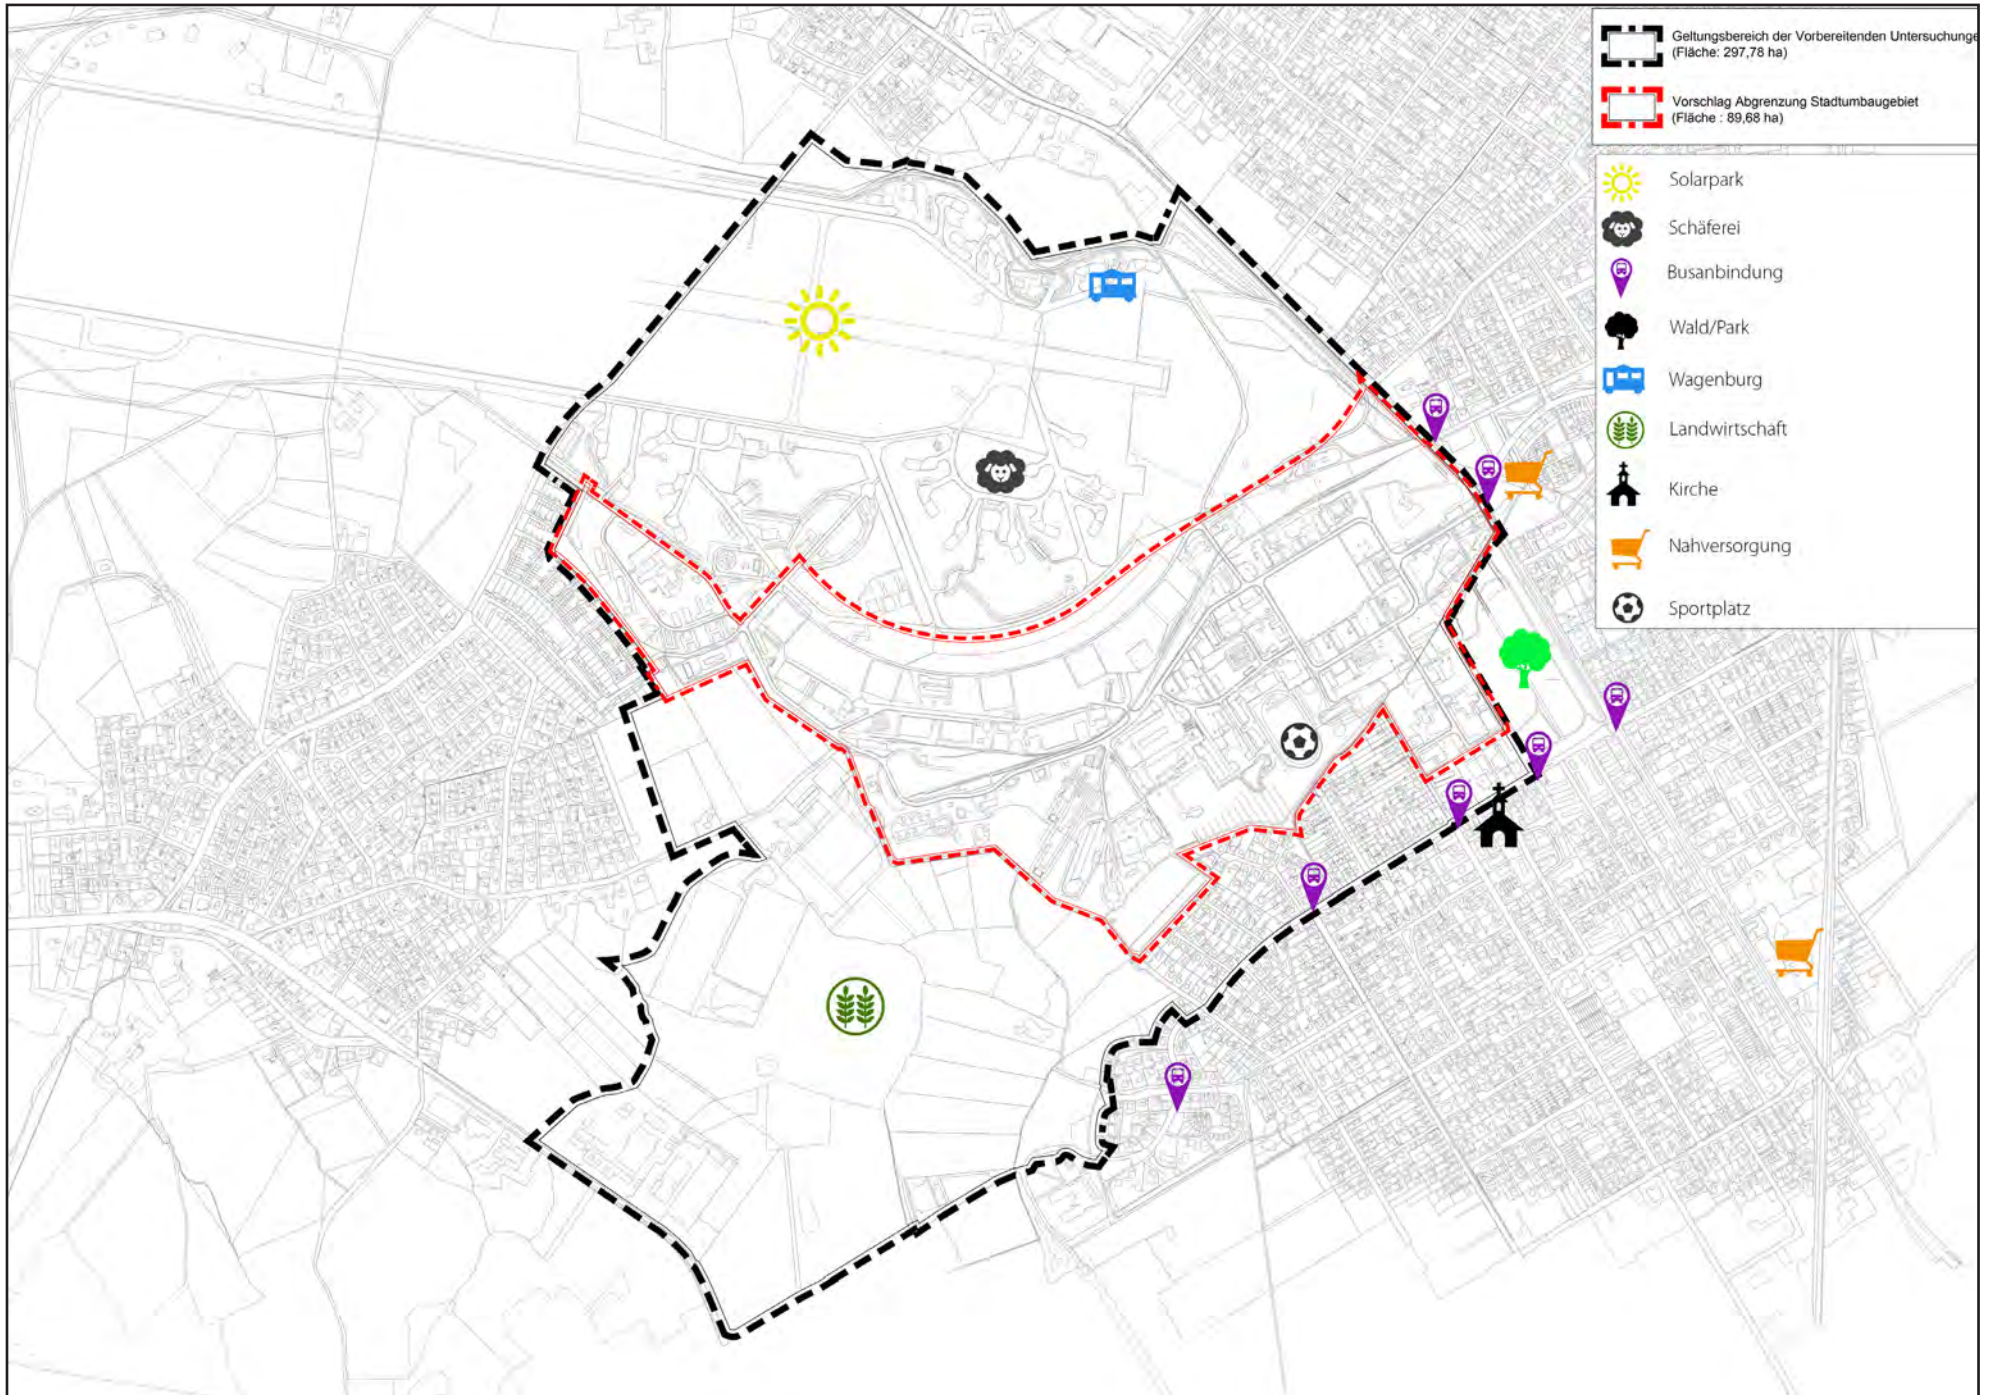 Geltungsbereich der Vorbereitenden Untersuchunge
(Fläche: 297,78 ha)
Vorschlag Abgrenzung Stadtumbaugebiet
(Fläche : 89,68 ha)
Solarpark
Schäferei
Busanbindung
Wald/Park
Wagenburg
Landwirtschaft
Kirche
Nahversorgung
Sportplatz